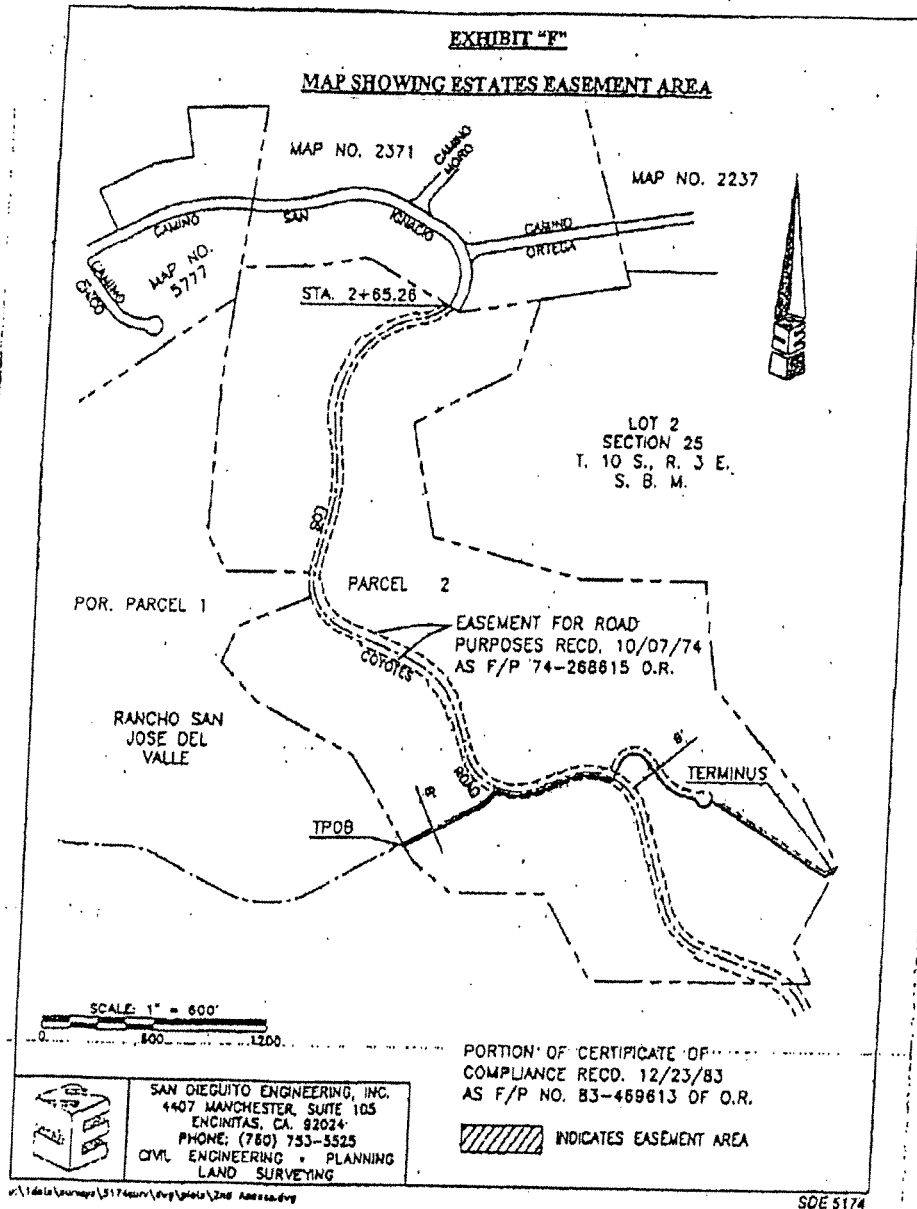 EXHIBIT "F"
MAP SHOWING ESTATES EASEMENT AREA
MAP NO. 2371
CAMINO
MORO
MAP NO. 2237
CAMINO
SAN
IGNACIO
CAMINO
ORTEGA
MAP NO.
5777
CAMINO
STA. 2+65.26
LOT 2
SECTION 25
T. 10 S., R. 3 E.
S. B. M.
LOS
POR. PARCEL 1
PARCEL 2
EASEMENT FOR ROAD
PURPOSES RECD. 10/07/74
AS F/P 74-268615 O.R.
COYOTES
RANCHO SAN
JOSE DEL
VALLE
ROAD
8'
TERMINUS
TPOB
SCALE: 1" = 600'
0 600 1200
PORTION OF CERTIFICATE OF
COMPLIANCE RECD. 12/23/83
AS F/P NO. 83-469613 OF O.R.
INDICATES EASEMENT AREA
SAN DIEGUITO ENGINEERING, INC.
4407 MANCHESTER, SUITE 105
ENCINITAS, CA. 92024
PHONE: (760) 753-5525
CIVIL ENGINEERING • PLANNING
LAND SURVEYING
SDE 5174